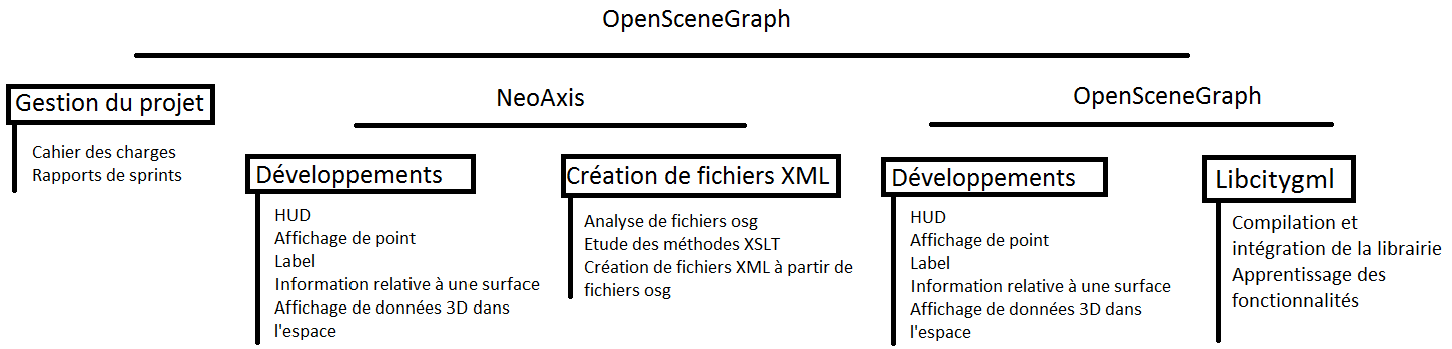 OpenSceneGraph
Gestion du projet
Cahier des charges
Rapports de sprints
NeoAxis
Développements
HUD
Affichage de point
Label
Information relative à une surface
Affichage de données 3D dans
l'espace
Création de fichiers XML
Analyse de fichiers osg
Etude des méthodes XSLT
Création de fichiers XML à partir de
fichiers osg
OpenSceneGraph
Développements
HUD
Affichage de point
Label
Information relative à une surface
Affichage de données 3D dans
l'espace
Libcitygml
Compilation et
intégration de la librairie
Apprentissage des
fonctionnalités